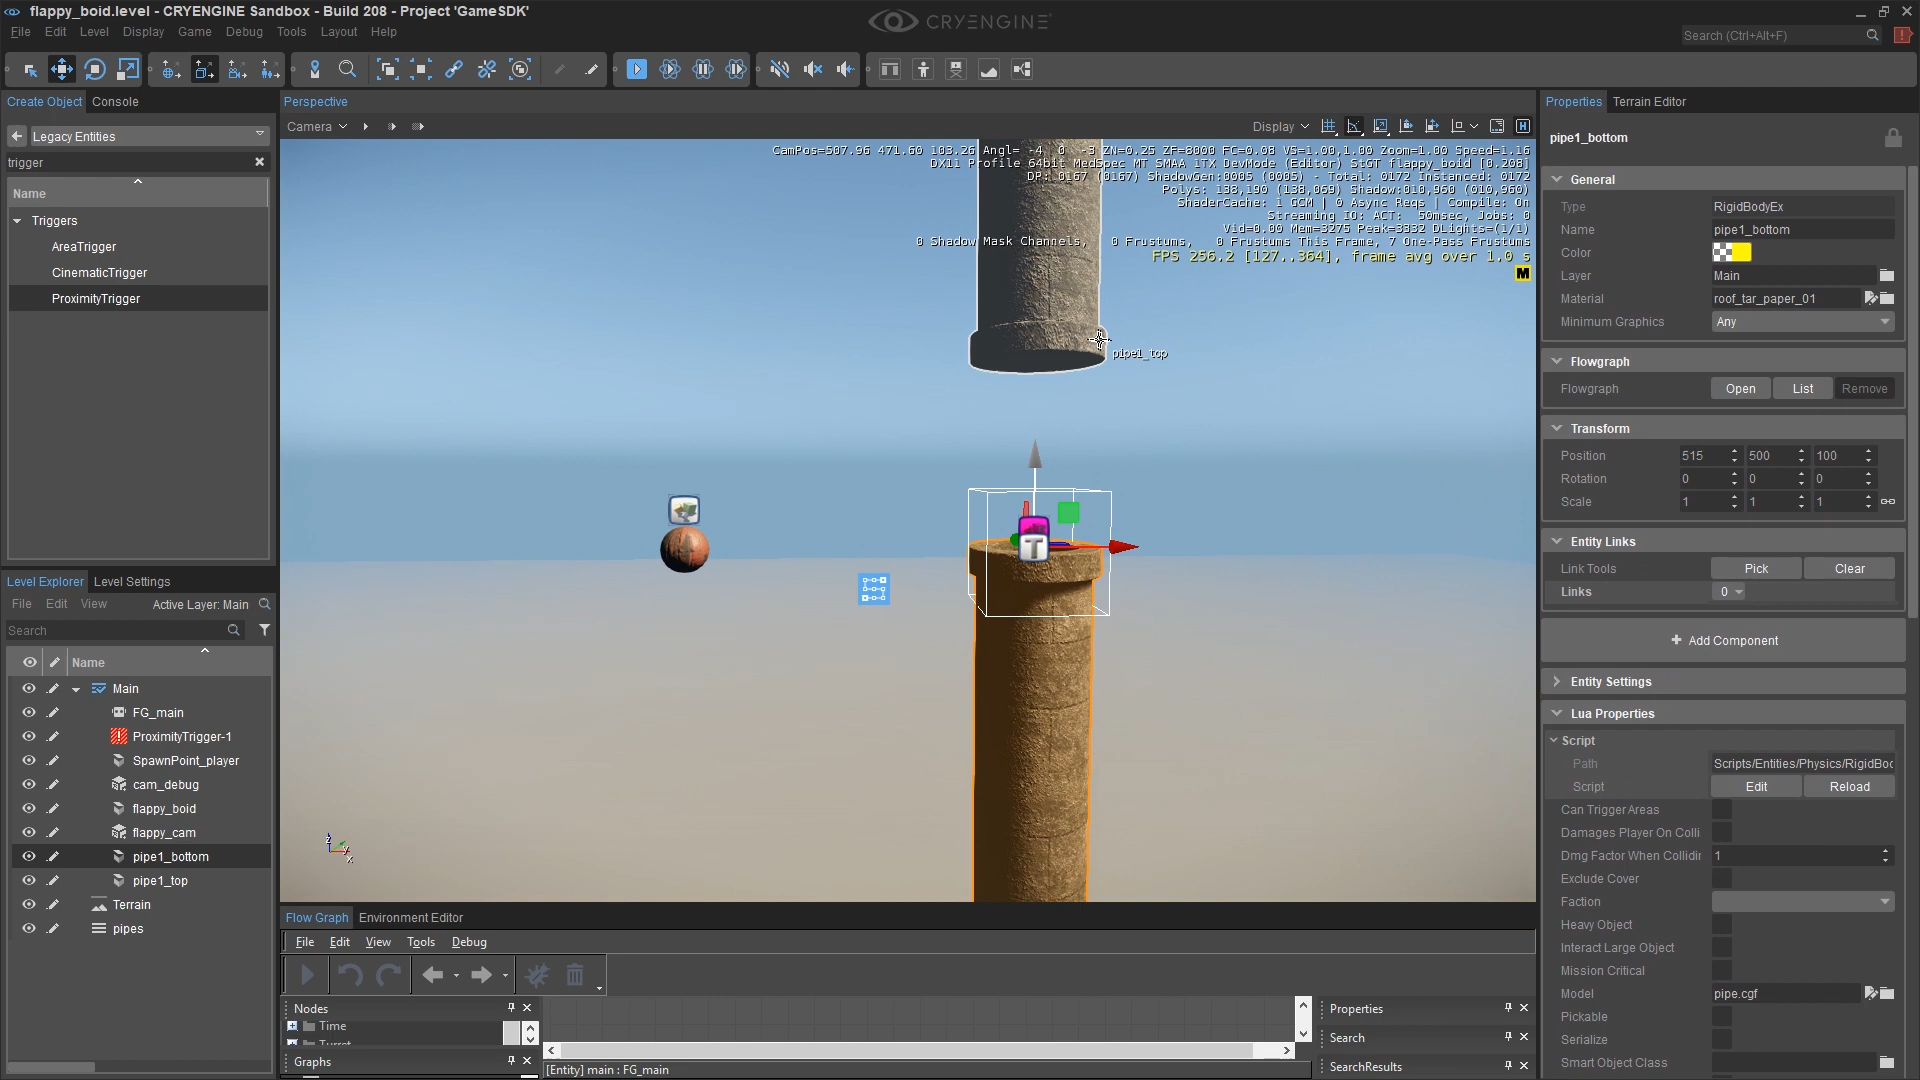 flappy_boid.level - CRYENGINE Sandbox - Build 208 - Project 'GameSDK'
CRYENGINE
File Edit Level Display Game Debug Tools Layout Help
Search (Ctrl+Alt+F)
Create Object Console
Perspective
Properties Terrain Editor
Legacy Entities
Camera
Display
trigger
Name
Triggers
AreaTrigger
CinematicTrigger
ProximityTrigger
CamPos=507.96 471.60 103.26 Angl= -4 0 -3 ZN=0.25 ZF=8000 FC=0.08 VS=1.00,1.00 Zoom=1.00 Speed=1.16
DX11 Profile 64bit MedSpec MT SMAA 1TX DevMode (Editor) StGT flappy_boid [0.208]
DP: 0167 (0167) ShadowGen:0005 (0005) - Total: 0172 Instanced: 0172
Polys: 138,190 (138,069) Shadow:010,960 (010,960)
ShaderCache: 1 GCM | 0 Async Reqs | Compile: On
Streaming IO: ACT: 50msec, Jobs: 0
Vid=0.00 Mem=3275 Peak=3332 DLights=(1/1)
0 Shadow Mask Channels, 0 Frustums, 0 Frustums This Frame, 7 One-Pass Frustums
FPS 256.2 [127..364], frame avg over 1.0 s
M
pipe1_top
T
z
y
x
pipe1_bottom
General
Type RigidBodyEx
Name pipe1_bottom
Color
Layer Main
Material roof_tar_paper_01
Minimum Graphics Any
Flowgraph
Flowgraph Open List Remove
Transform
Position 515 500 100
Rotation 0 0 0
Scale 1 1 1
Entity Links
Link Tools Pick Clear
Links 0
Add Component
Entity Settings
Lua Properties
Script
Path Scripts/Entities/Physics/RigidBod
Script Edit Reload
Can Trigger Areas
Damages Player On Colli
Dmg Factor When Collidin 1
Exclude Cover
Faction
Heavy Object
Interact Large Object
Mission Critical
Model pipe.cgf
Pickable
Serialize
Smart Object Class
Level Explorer Level Settings
File Edit View Active Layer: Main
Search
Name
Main
FG_main
ProximityTrigger-1
SpawnPoint_player
cam_debug
flappy_boid
flappy_cam
pipe1_bottom
pipe1_top
Terrain
pipes
Flow Graph Environment Editor
File Edit View Tools Debug
Nodes
Time
Graphs
[Entity] main : FG_main
Properties
Search
SearchResults